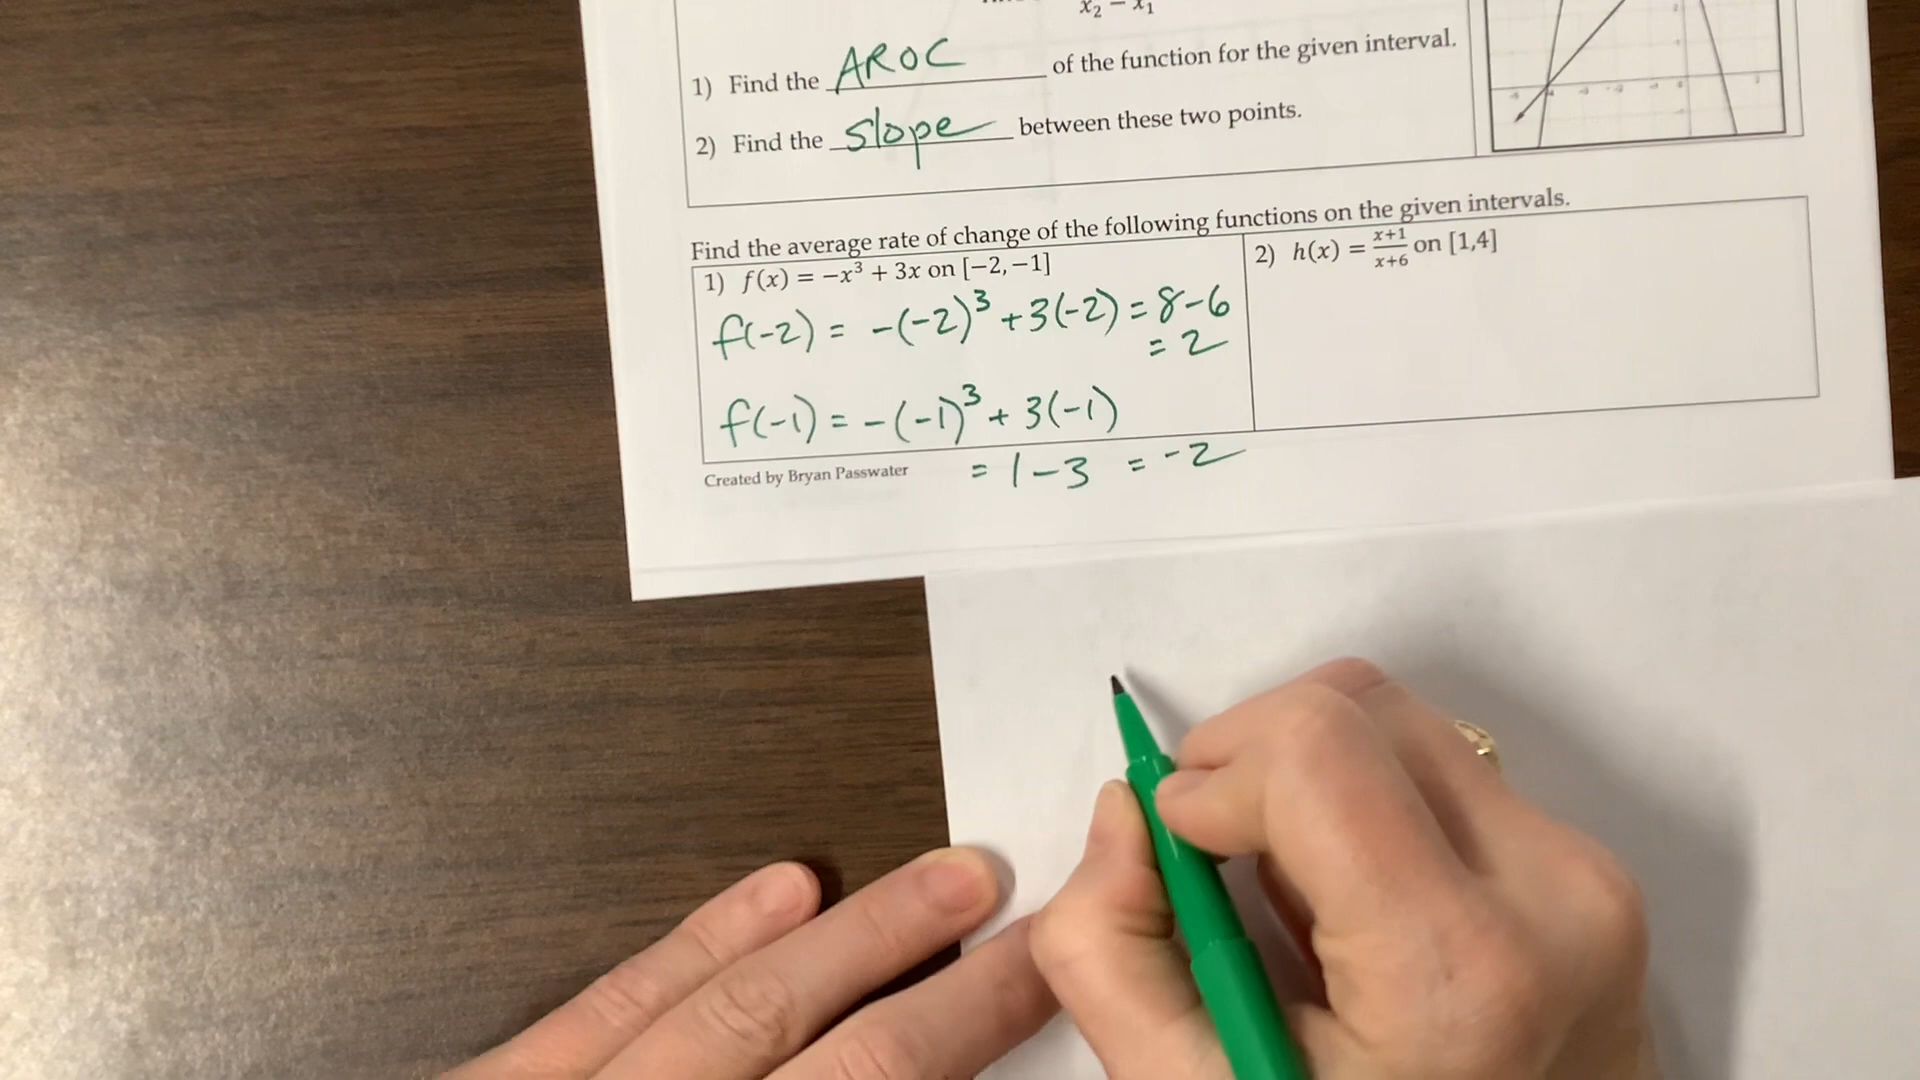 x₂ − x₁
1) Find the AROC of the function for the given interval.
2) Find the slope between these two points.
Find the average rate of change of the following functions on the given intervals.
1) f(x) = −x³ + 3x on [−2, −1]
f(-2) = -(-2)³ + 3(-2) = 8-6
= 2
f(-1) = -(-1)³ + 3(-1)
= 1-3 = -2
2) h(x) = x+1/x+6 on [1,4]
Created by Bryan Passwater